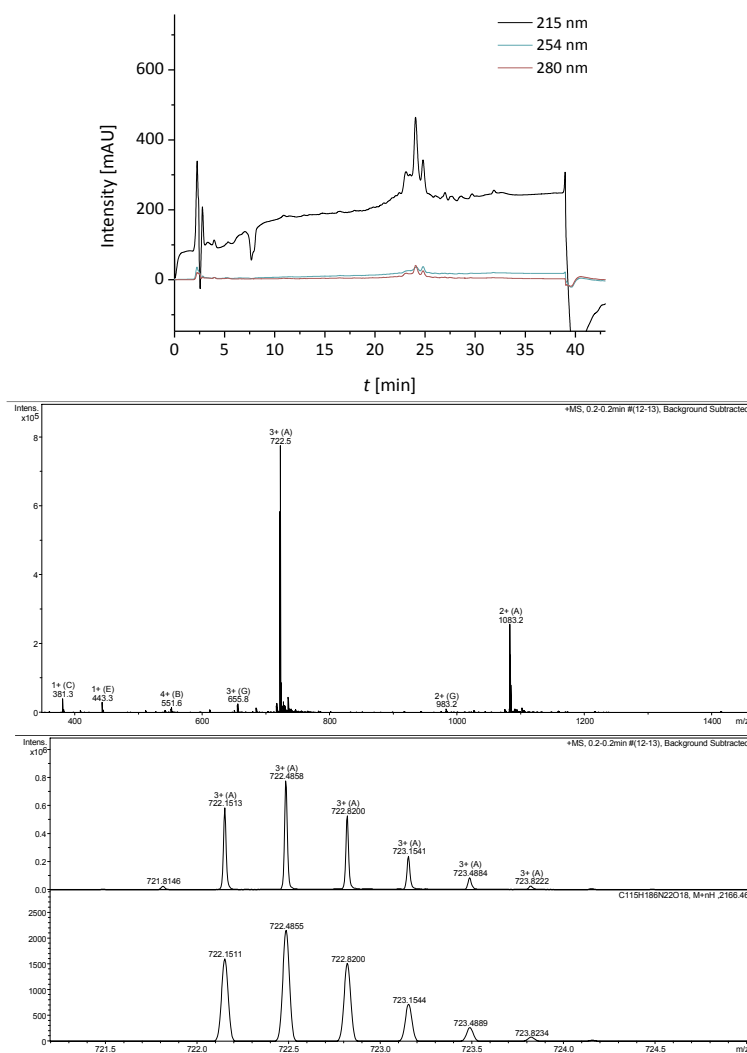 215 nm
254 nm
280 nm
600
400
200
0
Intensity [mAU]
0 5 10 15 20 25 30 35 40
t [min]
Intens.
x10⁵
+MS, 0.2-0.2min #(12-13), Background Subtracted
3+ (A)
722.5
8
6
4
2+ (A)
1083.2
2
1+ (C)
381.3
1+ (E)
443.3
4+ (B)
551.6
3+ (G)
655.8
2+ (G)
983.2
0
400 600 800 1000 1200 1400 m/z
Intens.
+MS, 0.2-0.2min #(12-13), Background Subtracted
3+ (A)
722.1513
3+ (A)
722.4858
3+ (A)
722.8200
3+ (A)
723.1541
3+ (A)
723.4884
3+ (A)
723.8222
721.8146
0.8
0.6
0.4
0.2
0.0
C115H186N22O18, M+nH ,2166.46
2500
2000
1500
1000
500
0
722.1511
722.4855
722.8200
723.1544
723.4889
723.8234
721.5 722.0 722.5 723.0 723.5 724.0 724.5 m/z